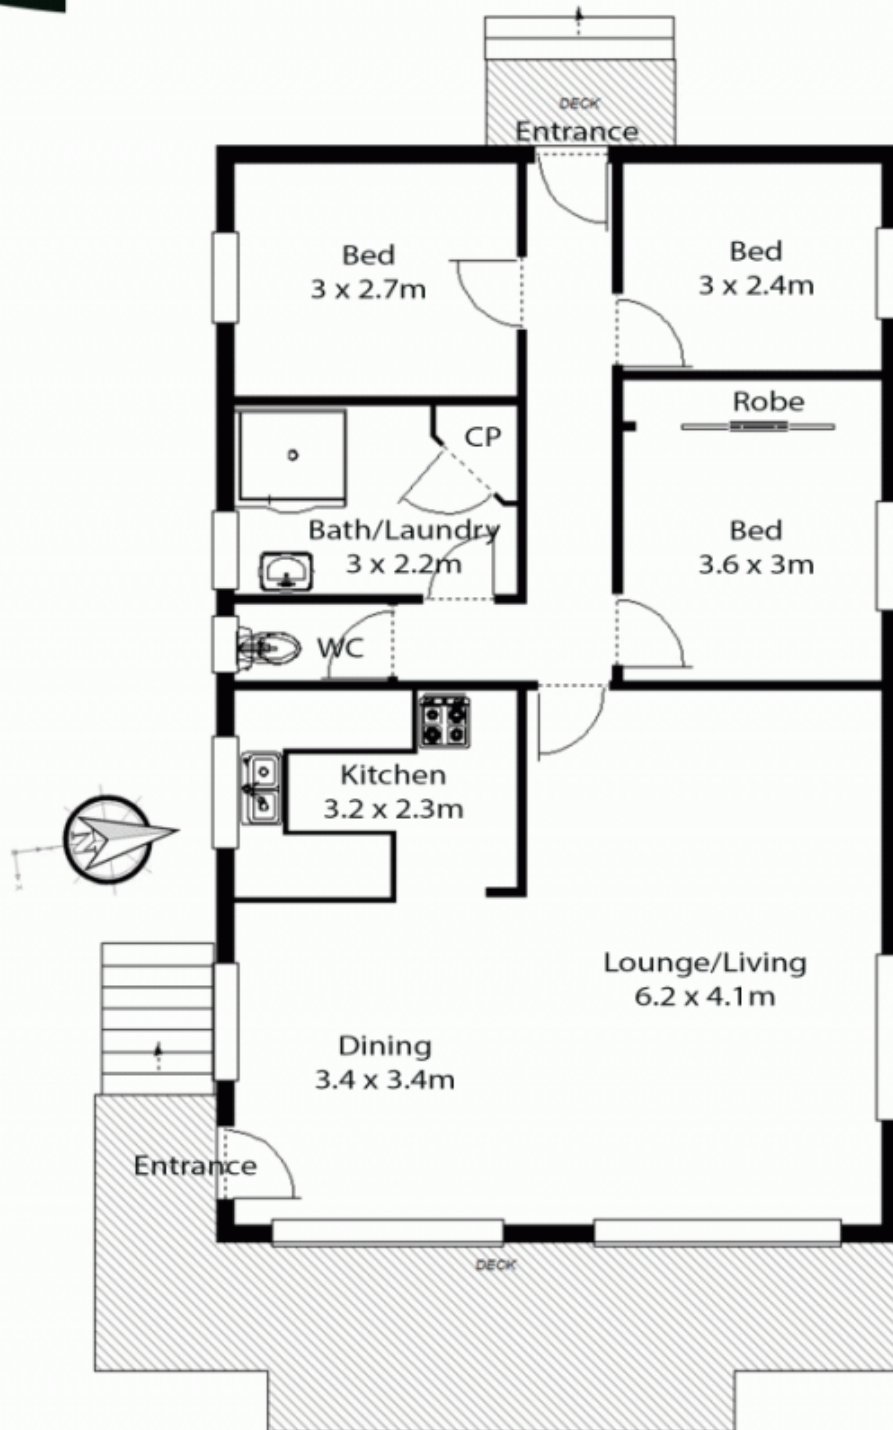 DECK
Entrance
Bed
3 x 2.7m
Bed
3 x 2.4m
Robe
CP
Bath/Laundry
3 x 2.2m
Bed
3.6 x 3m
WC
Kitchen
3.2 x 2.3m
Lounge/Living
6.2 x 4.1m
Dining
3.4 x 3.4m
Entrance
DECK